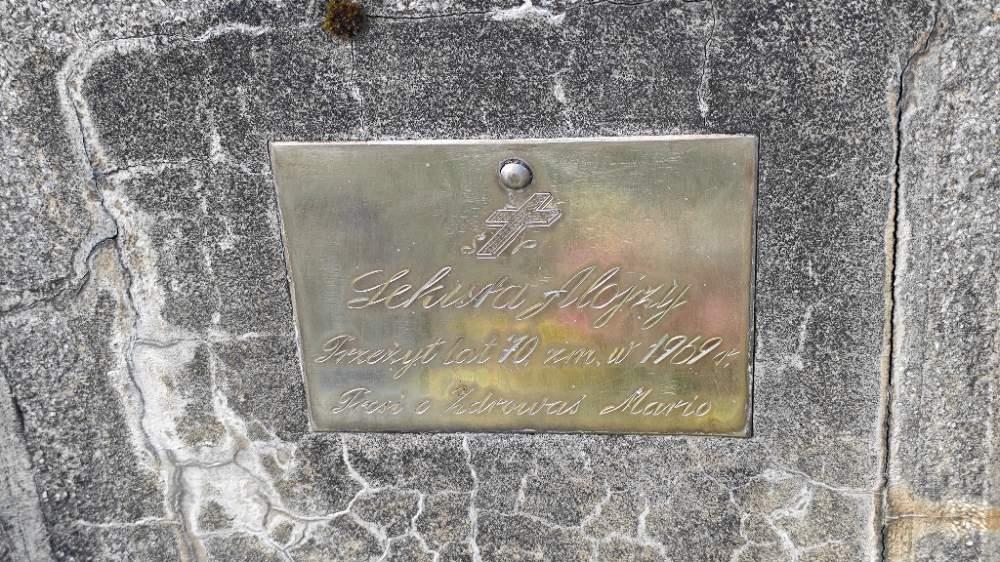 Sekuła Alojzy
Przeżył lat 70, zm. w 1969 r.
Prosi o Zdrowaś Mario